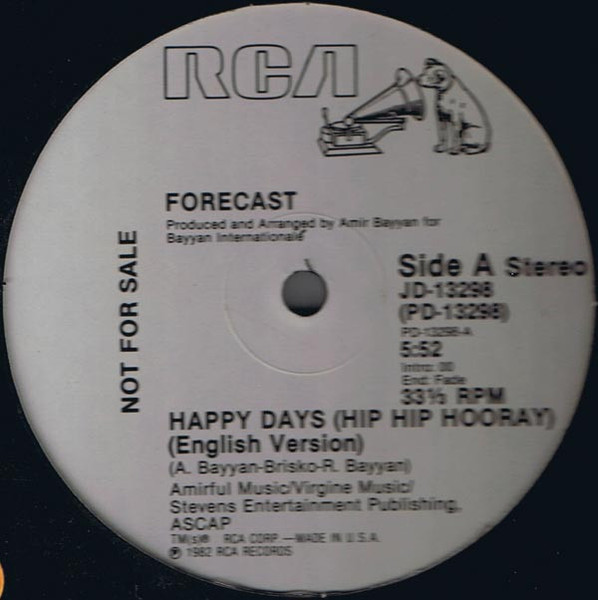 RCA
FORECAST
Produced and Arranged by Amir Bayyan for
Bayyan Internationale
NOT FOR SALE
Side A Stereo
JD-13298
(PD-13298)
PD-13298-A
5:52
Intro: 00
End: Fade
33⅓ RPM
HAPPY DAYS (HIP HIP HOORAY)
(English Version)
(A. Bayyan-Brisko-R. Bayyan)
Amirful Music/Virgine Music/
Stevens Entertainment Publishing,
ASCAP
TM(s)® RCA CORP.—MADE IN U.S.A.
℗ 1982 RCA RECORDS